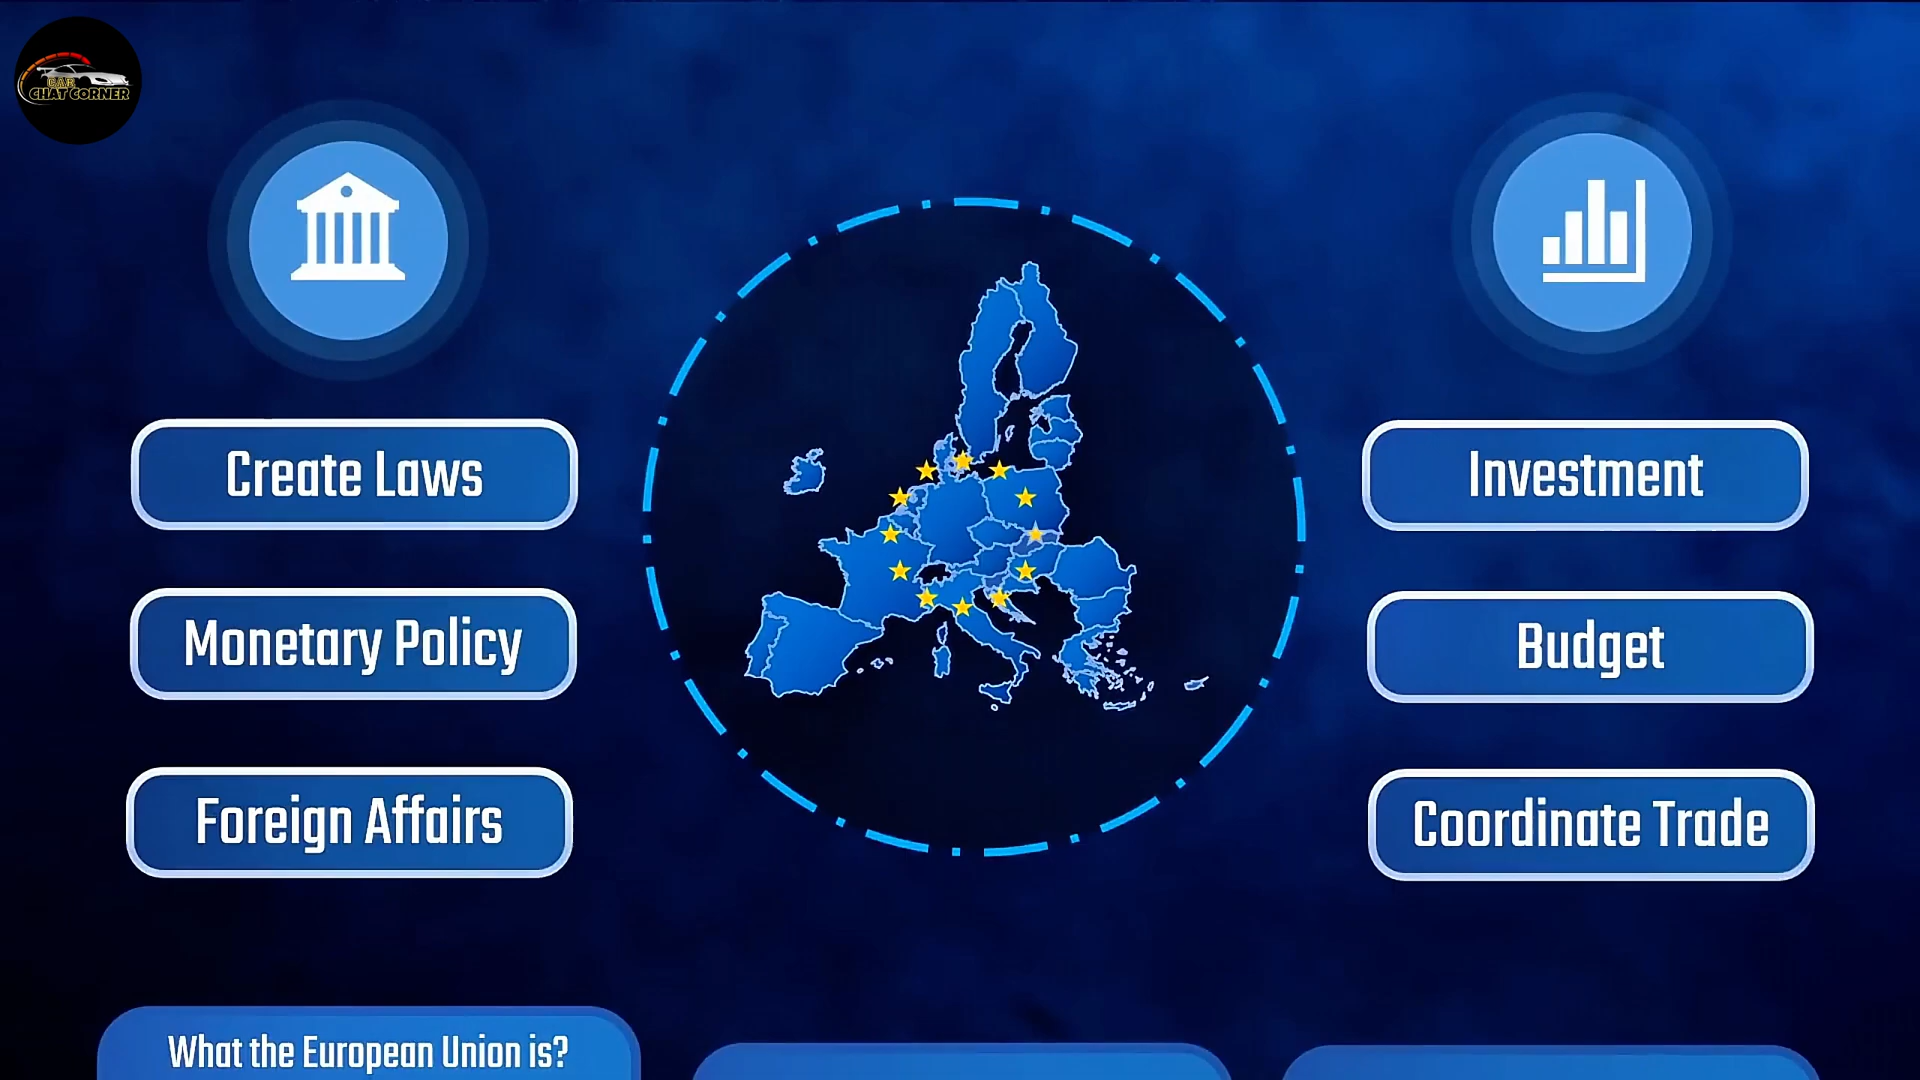 CAR
CHAT CORNER
Create Laws
Monetary Policy
Foreign Affairs
Investment
Budget
Coordinate Trade
What the European Union is?